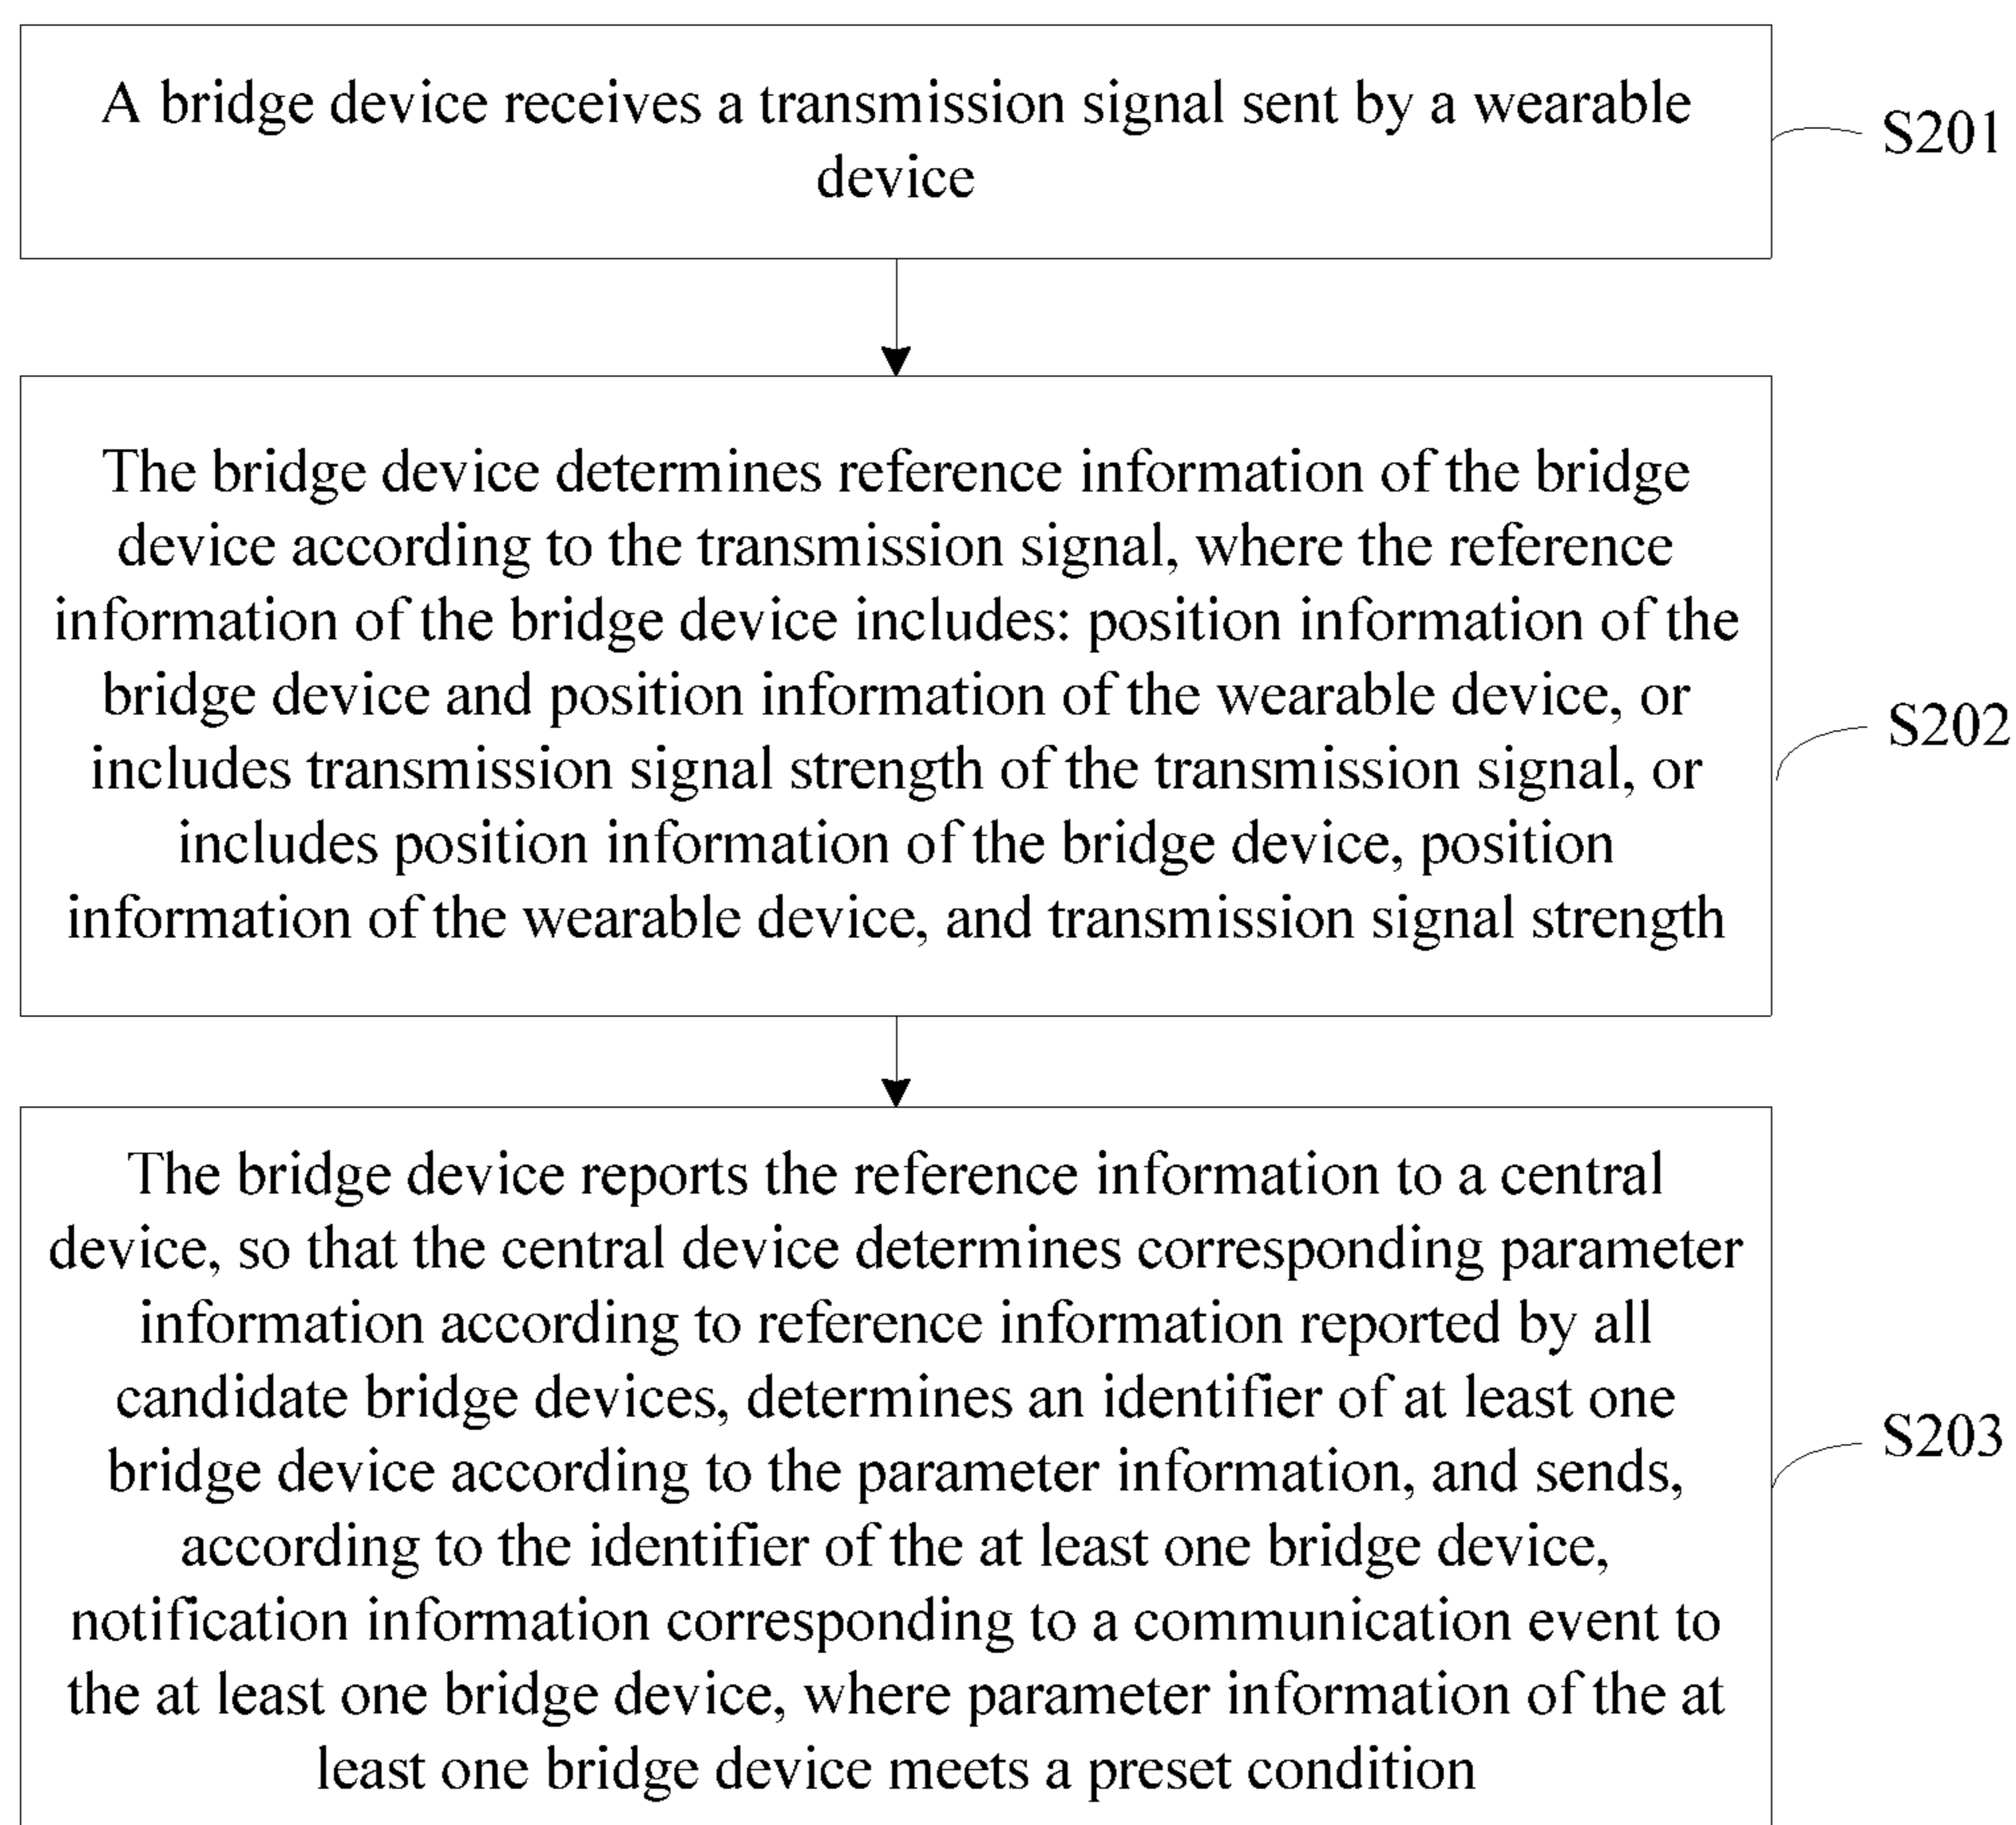 A bridge device receives a transmission signal sent by a wearable
device
S201
The bridge device determines reference information of the bridge
device according to the transmission signal, where the reference
information of the bridge device includes: position information of the
bridge device and position information of the wearable device, or
includes transmission signal strength of the transmission signal, or
includes position information of the bridge device, position
information of the wearable device, and transmission signal strength
S202
The bridge device reports the reference information to a central
device, so that the central device determines corresponding parameter
information according to reference information reported by all
candidate bridge devices, determines an identifier of at least one
bridge device according to the parameter information, and sends,
according to the identifier of the at least one bridge device,
notification information corresponding to a communication event to
the at least one bridge device, where parameter information of the at
least one bridge device meets a preset condition
S203